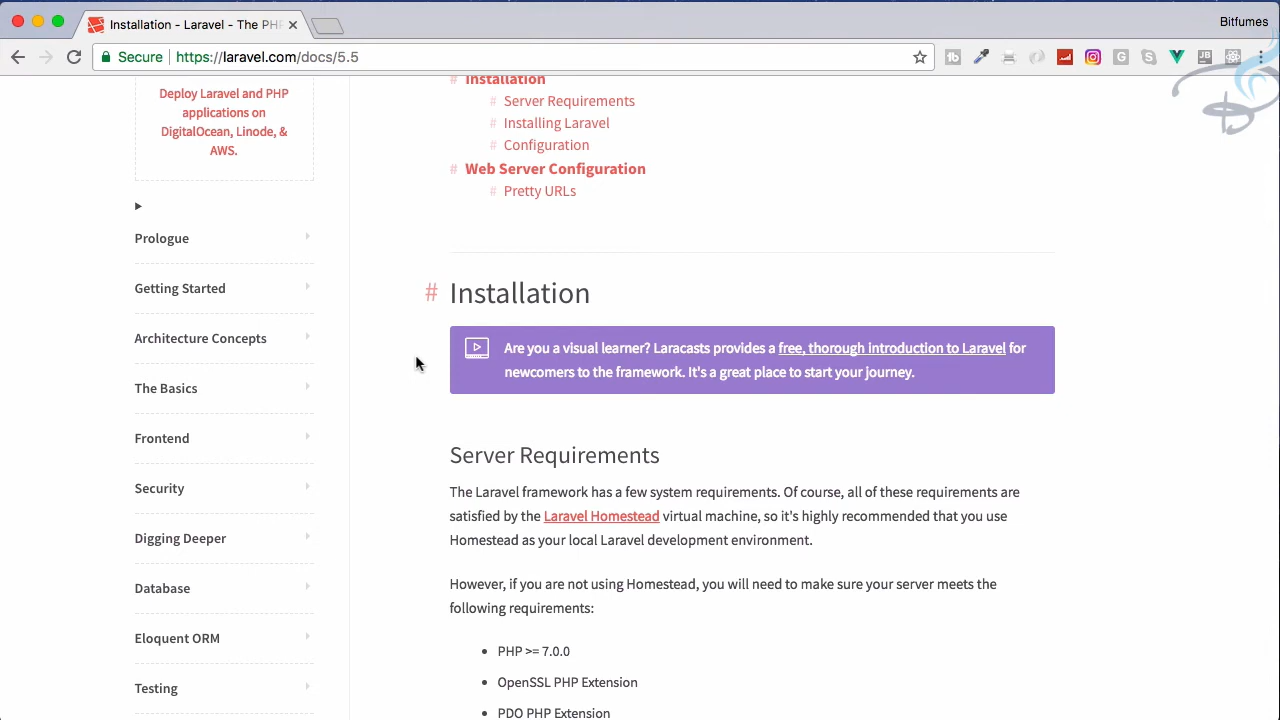 Installation - Laravel - The PHP
Bitfumes
Secure
https://laravel.com/docs/5.5
Deploy Laravel and PHP
applications on
DigitalOcean, Linode, &
AWS.
Prologue
Getting Started
Architecture Concepts
The Basics
Frontend
Security
Digging Deeper
Database
Eloquent ORM
Testing
# Installation
# Server Requirements
# Installing Laravel
# Configuration
# Web Server Configuration
# Pretty URLs
# Installation
Are you a visual learner? Laracasts provides a free, thorough introduction to Laravel for
newcomers to the framework. It's a great place to start your journey.
Server Requirements
The Laravel framework has a few system requirements. Of course, all of these requirements are
satisfied by the Laravel Homestead virtual machine, so it's highly recommended that you use
Homestead as your local Laravel development environment.
However, if you are not using Homestead, you will need to make sure your server meets the
following requirements:
• PHP >= 7.0.0
• OpenSSL PHP Extension
• PDO PHP Extension